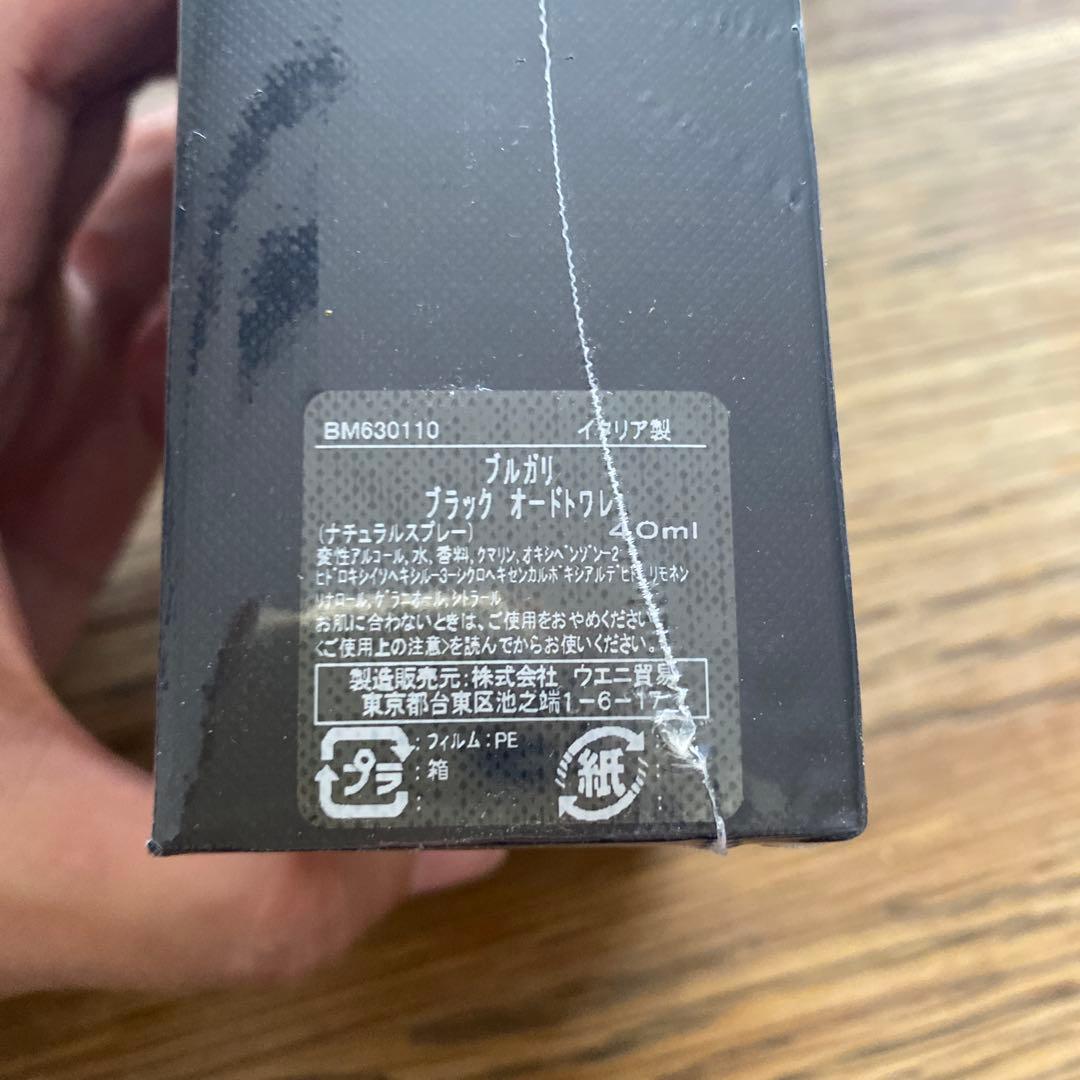 BM630110 イタリア製
ブルガリ
ブラック オードトワレ
(ナチュラルスプレー) 40ml
変性アルコール,水,香料,クマリン,オキシベンゾン-2
ヒドロキシイソヘキシル-3-シクロヘキセンカルボキシアルデヒド,リモネン
リナロール,ゲラニオール,シトラール
お肌に合わないときは、ご使用をおやめください
<ご使用上の注意>を読んでからお使いください。
製造販売元:株式会社 ウエニ貿易
東京都台東区池之端1-6-17
プラ :フィルム:PE
:箱
紙